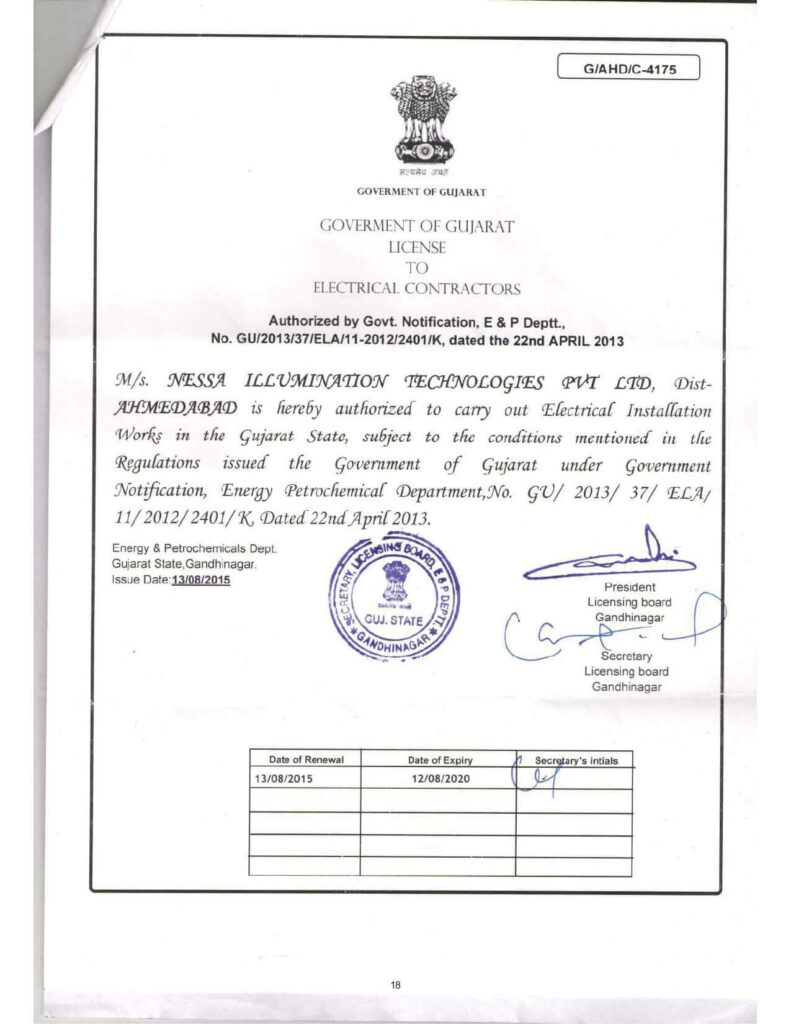 G/AHD/C-4175
सत्यमेव जयते
GOVERMENT OF GUJARAT
GOVERMENT OF GUJARAT
LICENSE
TO
ELECTRICAL CONTRACTORS
Authorized by Govt. Notification, E & P Deptt.,
No. GU/2013/37/ELA/11-2012/2401/K, dated the 22nd APRIL 2013
M/s. NESSA ILLUMINATION TECHNOLOGIES PVT LTD, Dist-
AHMEDABAD is hereby authorized to carry out Electrical Installation
Works in the Gujarat State, subject to the conditions mentioned in the
Regulations issued the Government of Gujarat under Government
Notification, Energy Petrochemical Department,No. GU/ 2013/ 37/ ELA/
11/ 2012/ 2401/ K, Dated 22nd April 2013.
Energy & Petrochemicals Dept.
Gujarat State,Gandhinagar.
Issue Date:13/08/2015
SECRETARY, LICENSING BOARD, E & P DEPTT.
GUJ. STATE
★ GANDHINAGAR ★
President
Licensing board
Gandhinagar
Secretary
Licensing board
Gandhinagar
Date of Renewal Date of Expiry Secretary's intials
13/08/2015 12/08/2020
18